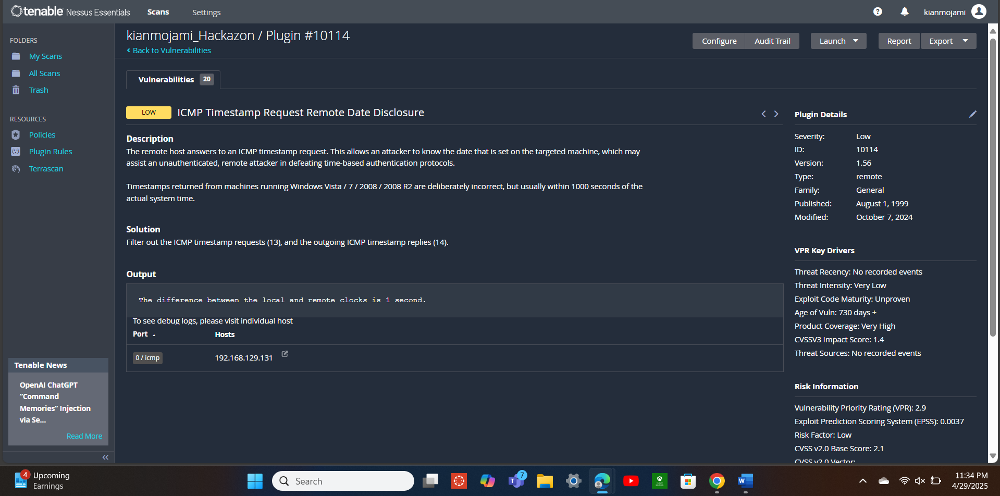 tenable Nessus Essentials
Scans
Settings
kianmojami
FOLDERS
My Scans
All Scans
Trash
RESOURCES
Policies
Plugin Rules
Terrascan
Tenable News
OpenAI ChatGPT
“Command
Memories” Injection
via Se...
Read More
kianmojami_Hackazon / Plugin #10114
Back to Vulnerabilities
Configure
Audit Trail
Launch
Report
Export
Vulnerabilities 20
LOW
ICMP Timestamp Request Remote Date Disclosure
Description
The remote host answers to an ICMP timestamp request. This allows an attacker to know the date that is set on the targeted machine, which may
assist an unauthenticated, remote attacker in defeating time-based authentication protocols.
Timestamps returned from machines running Windows Vista / 7 / 2008 / 2008 R2 are deliberately incorrect, but usually within 1000 seconds of the
actual system time.
Solution
Filter out the ICMP timestamp requests (13), and the outgoing ICMP timestamp replies (14).
Output
The difference between the local and remote clocks is 1 second.
To see debug logs, please visit individual host
Port Hosts
0 / icmp 192.168.129.131
Plugin Details
Severity: Low
ID: 10114
Version: 1.56
Type: remote
Family: General
Published: August 1, 1999
Modified: October 7, 2024
VPR Key Drivers
Threat Recency: No recorded events
Threat Intensity: Very Low
Exploit Code Maturity: Unproven
Age of Vuln: 730 days +
Product Coverage: Very High
CVSSV3 Impact Score: 1.4
Threat Sources: No recorded events
Risk Information
Vulnerability Priority Rating (VPR): 2.9
Exploit Prediction Scoring System (EPSS): 0.0037
Risk Factor: Low
CVSS v2.0 Base Score: 2.1
CVSS v2.0 Vector:
4
Upcoming
Earnings
Search
7
11:34 PM
4/29/2025